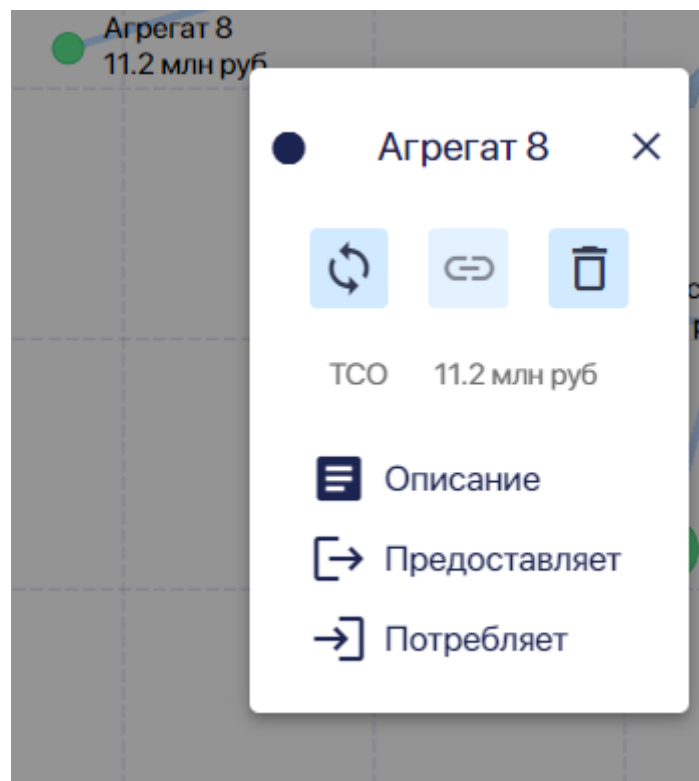 Агрегат 8
11.2 млн руб
Агрегат 8
TCO 11.2 млн руб
Описание
Предоставляет
Потребляет